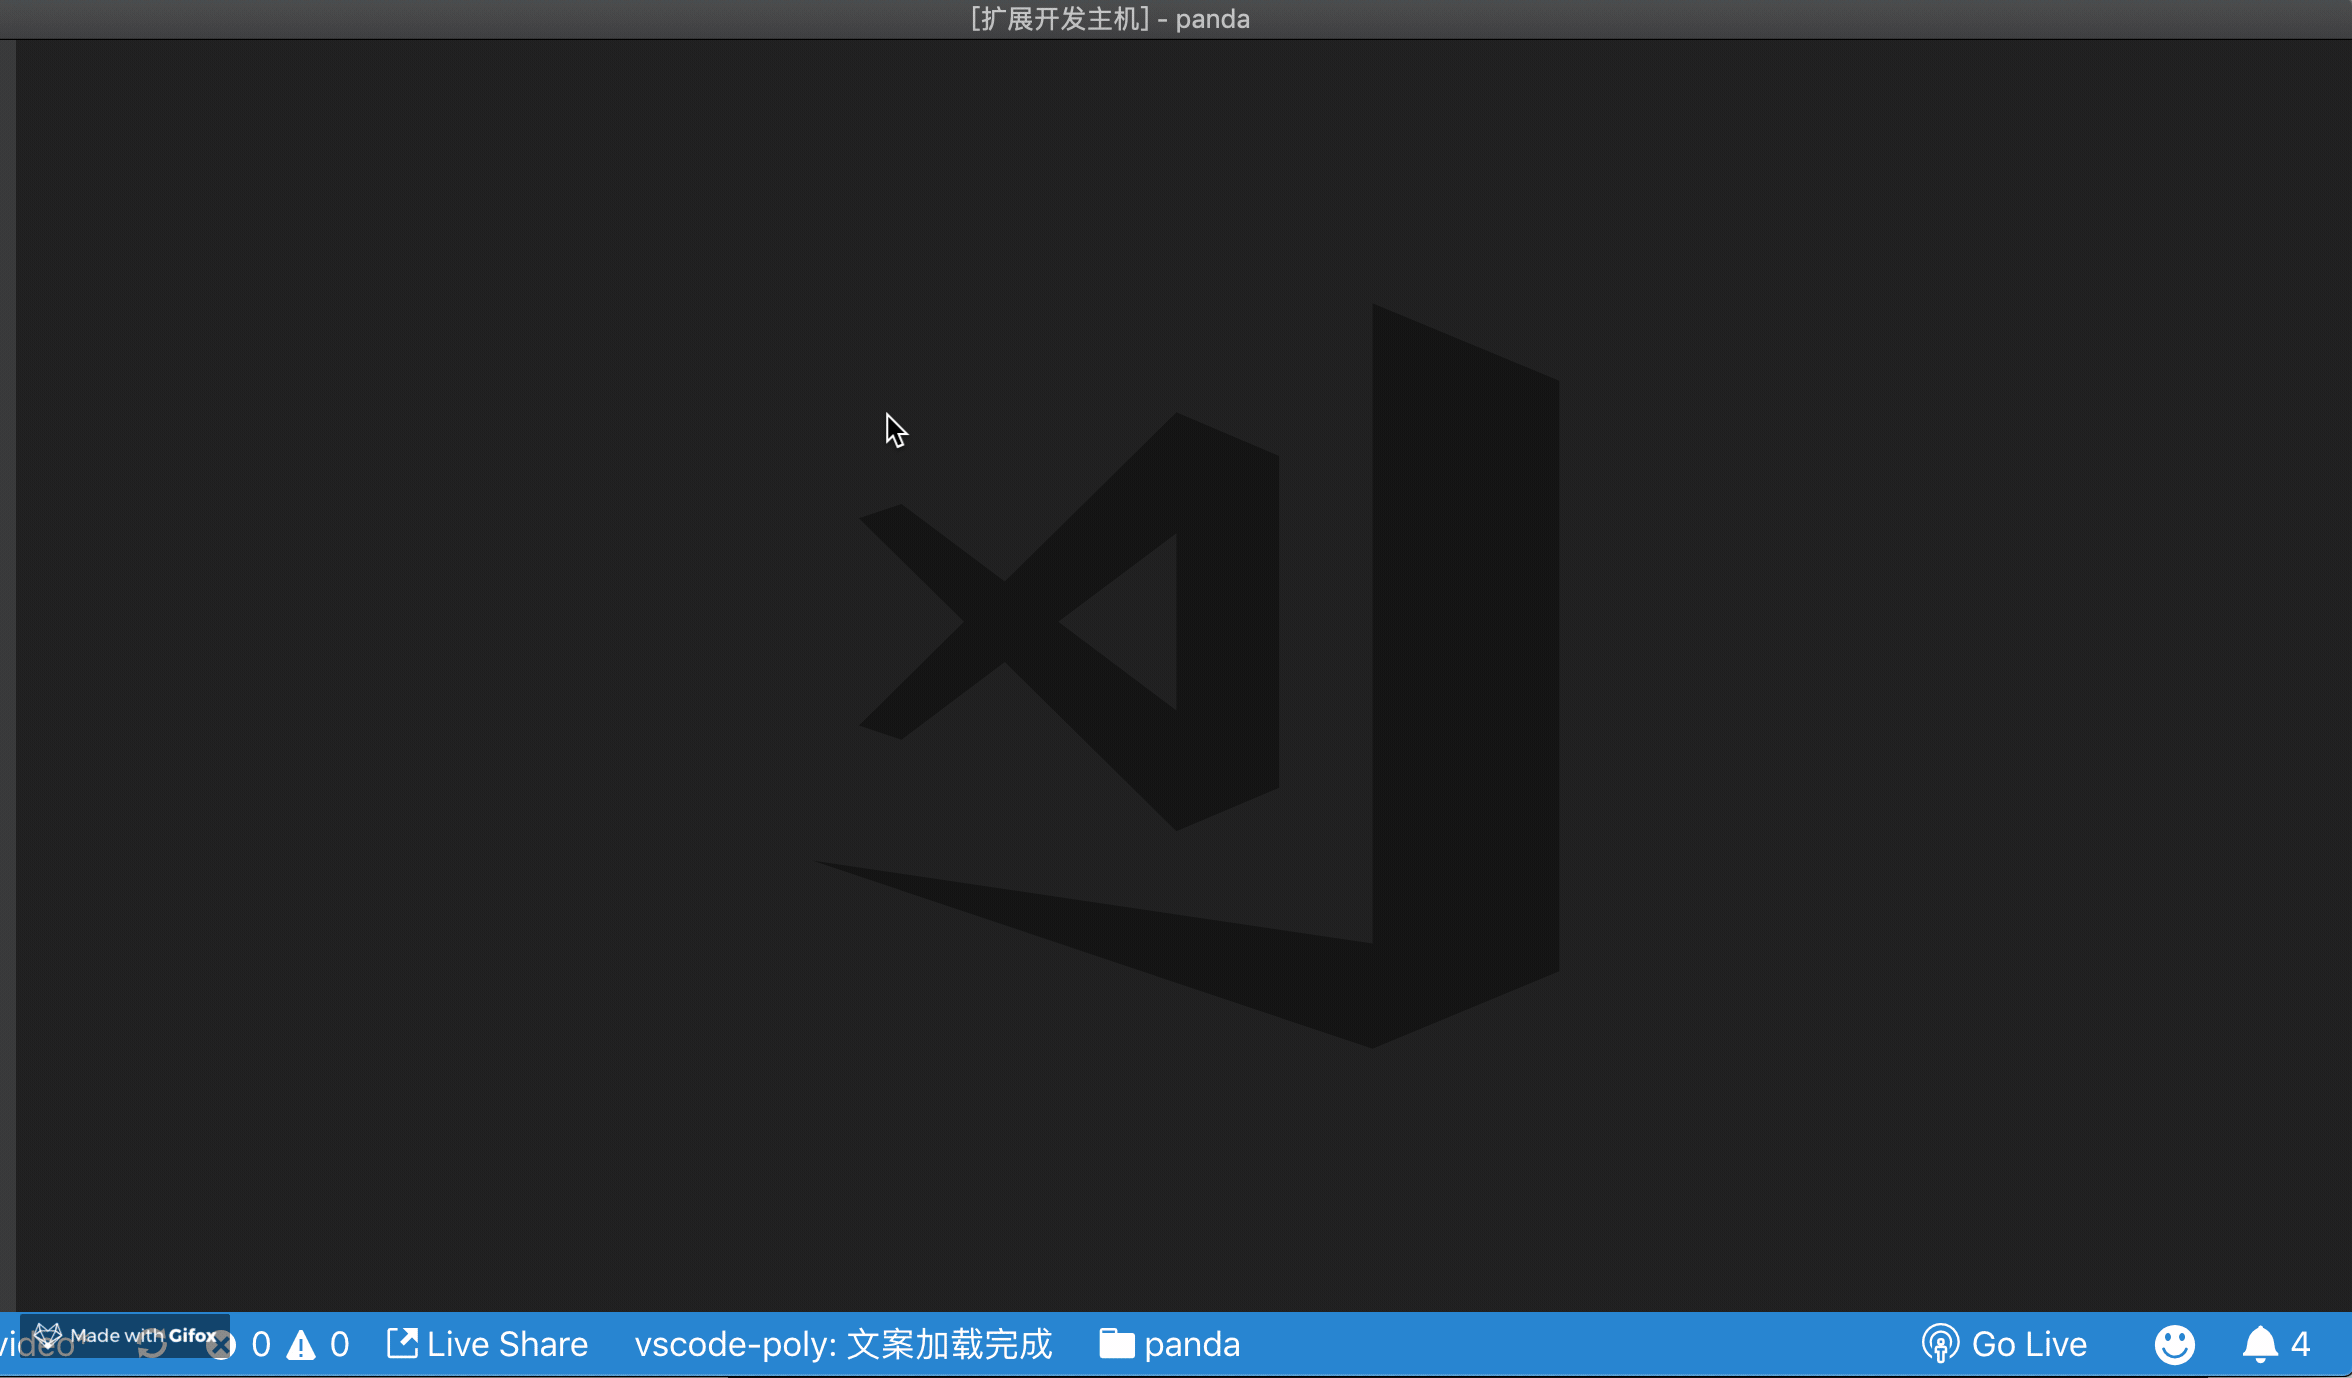 [扩展开发主机] - panda
video* 0 0 Live Share vscode-poly: 文案加载完成 panda Go Live 4
Made with Gifox